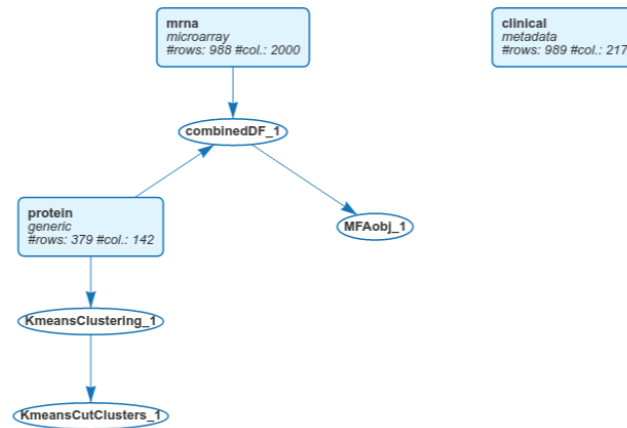 mrna
microarray
#rows: 988 #col.: 2000
clinical
metadata
#rows: 989 #col.: 217
combinedDF_1
protein
generic
#rows: 379 #col.: 142
MFAobj_1
KmeansClustering_1
KmeansCutClusters_1